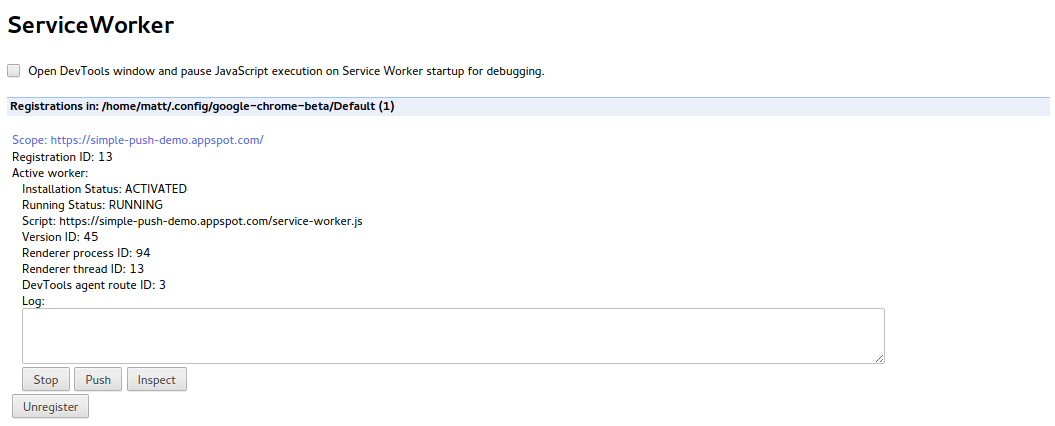 ServiceWorker
Open DevTools window and pause JavaScript execution on Service Worker startup for debugging.
Registrations in: /home/matt/.config/google-chrome-beta/Default (1)
Scope: https://simple-push-demo.appspot.com/
Registration ID: 13
Active worker:
Installation Status: ACTIVATED
Running Status: RUNNING
Script: https://simple-push-demo.appspot.com/service-worker.js
Version ID: 45
Renderer process ID: 94
Renderer thread ID: 13
DevTools agent route ID: 3
Log:
Stop Push Inspect
Unregister